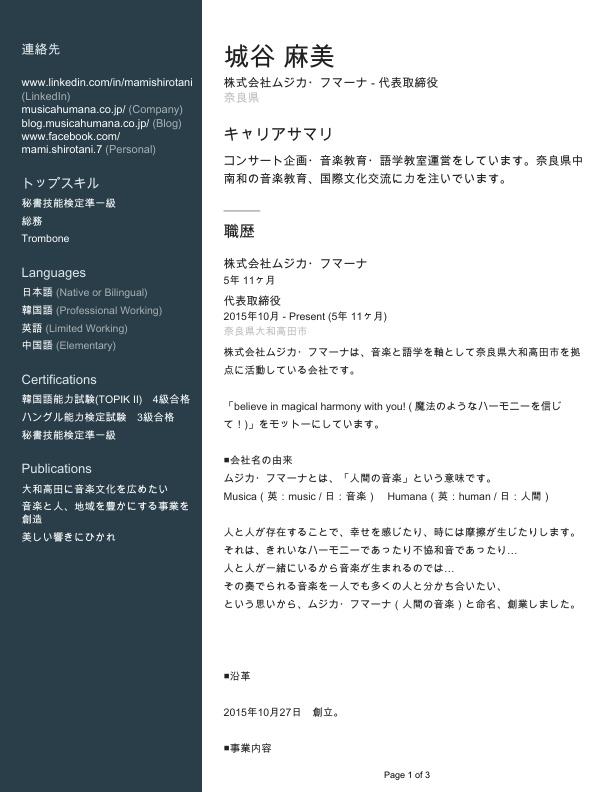 連絡先
www.linkedin.com/in/mamishirotani
(LinkedIn)
musicahumana.co.jp/ (Company)
blog.musicahumana.co.jp/ (Blog)
www.facebook.com/
mami.shirotani.7 (Personal)
トップスキル
秘書技能検定準一級
総務
Trombone
Languages
日本語 (Native or Bilingual)
韓国語 (Professional Working)
英語 (Limited Working)
中国語 (Elementary)
Certifications
韓国語能力試験(TOPIK II)　4級合格
ハングル能力検定試験　3級合格
秘書技能検定準一級
Publications
大和高田に音楽文化を広めたい
音楽と人、地域を豊かにする事業を
創造
美しい響きにひかれ
城谷 麻美
株式会社ムジカ・フマーナ - 代表取締役
奈良県
キャリアサマリ
コンサート企画・音楽教育・語学教室運営をしています。奈良県中
南和の音楽教育、国際文化交流に力を注いでいます。
職歴
株式会社ムジカ・フマーナ
5年 11ヶ月
代表取締役
2015年10月 - Present (5年 11ヶ月)
奈良県大和高田市
株式会社ムジカ・フマーナは、音楽と語学を軸として奈良県大和高田市を拠
点に活動している会社です。
「believe in magical harmony with you! ( 魔法のようなハーモニーを信じ
て！)」をモットーにしています。
■会社名の由来
ムジカ・フマーナとは、「人間の音楽」という意味です。
Musica ( 英：music / 日：音楽 )　Humana ( 英：human / 日：人間 )
人と人が存在することで、幸せを感じたり、時には摩擦が生じたりします。
それは、きれいなハーモニーであったり不協和音であったり…
人と人が一緒にいるから音楽が生まれるのでは…
その奏でられる音楽を一人でも多くの人と分かち合いたい、
という思いから、ムジカ・フマーナ ( 人間の音楽 ) と命名、創業しました。
■沿革
2015年10月27日　創立。
■事業内容
Page 1 of 3